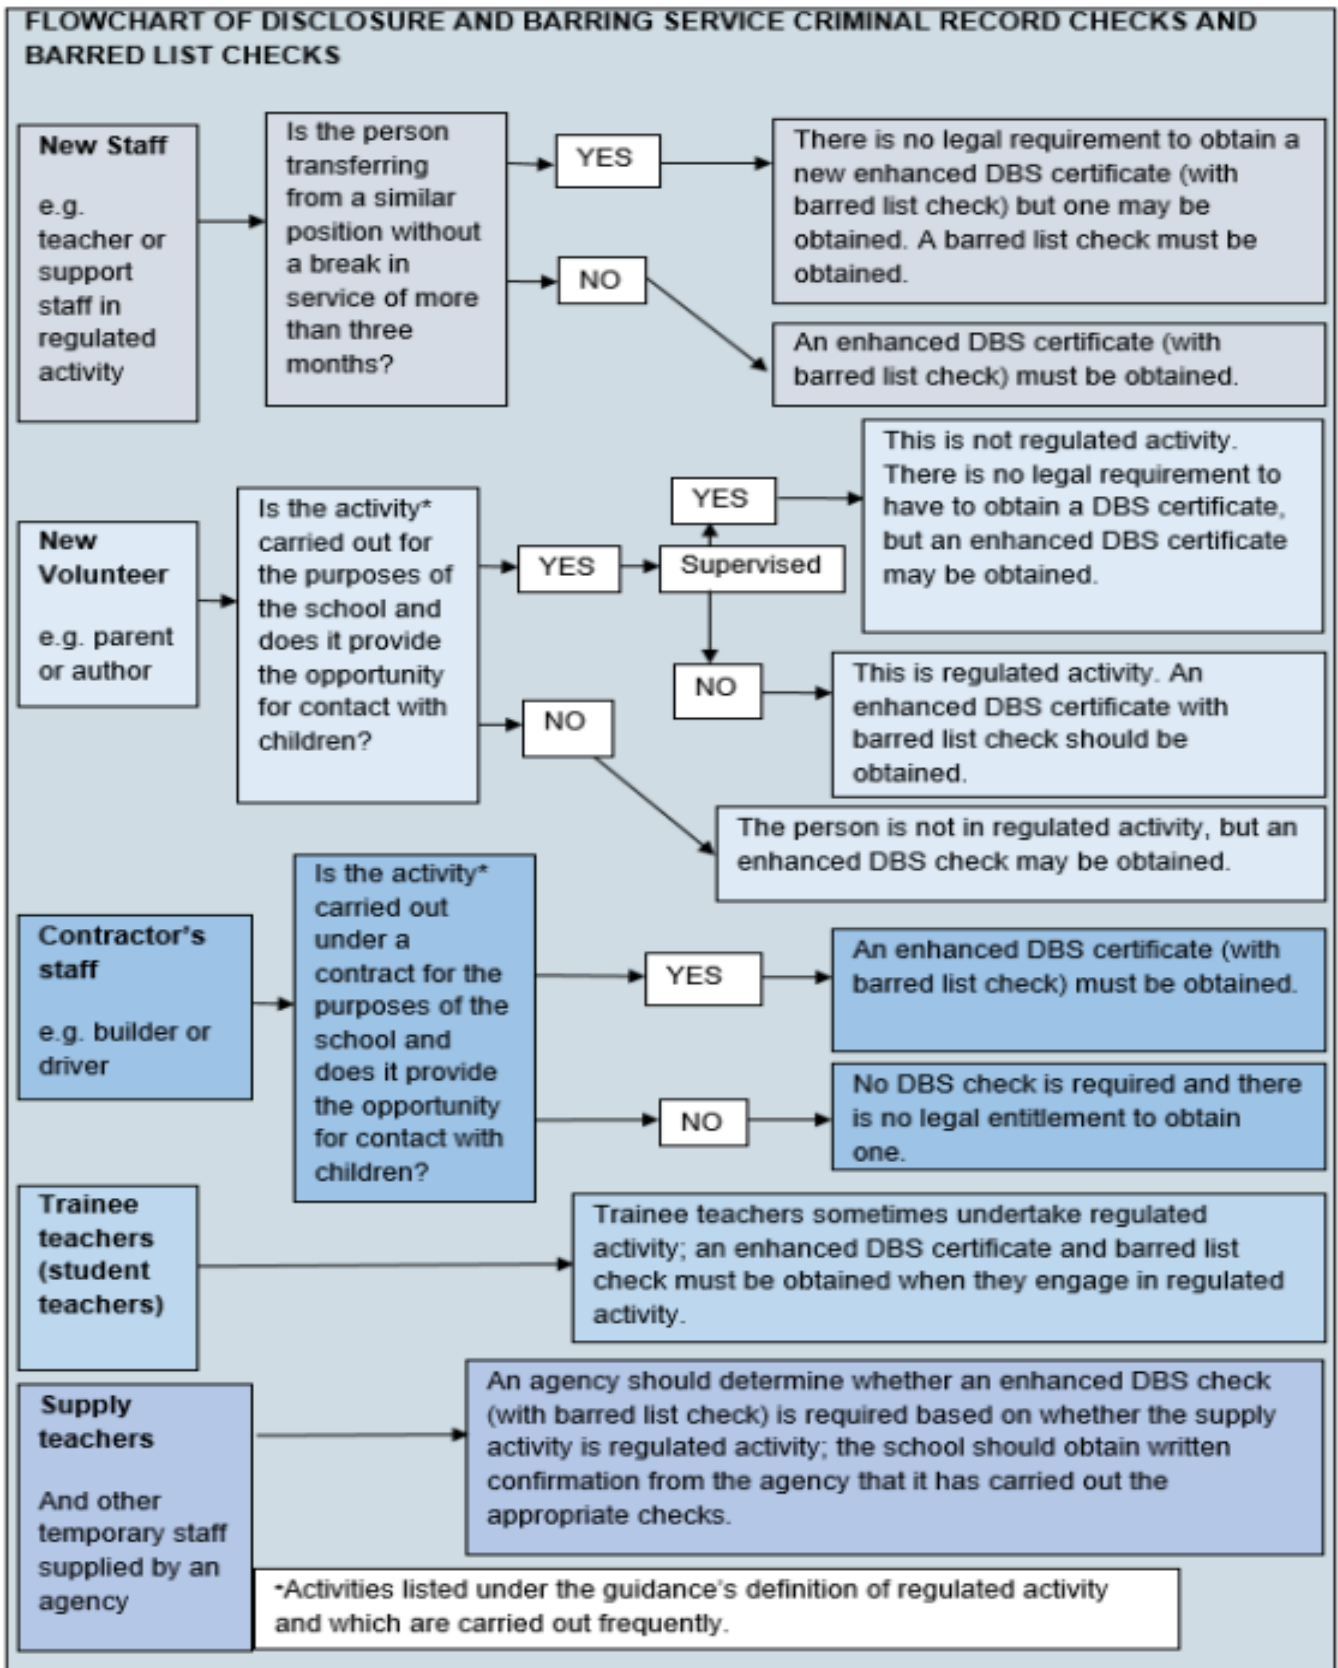 FLOWCHART OF DISCLOSURE AND BARRING SERVICE CRIMINAL RECORD CHECKS AND
BARRED LIST CHECKS
New Staff
e.g.
teacher or
support
staff in
regulated
activity
Is the person
transferring
from a similar
position without
a break in
service of more
than three
months?
YES
There is no legal requirement to obtain a
new enhanced DBS certificate (with
barred list check) but one may be
obtained. A barred list check must be
obtained.
NO
An enhanced DBS certificate (with
barred list check) must be obtained.
New
Volunteer
e.g. parent
or author
Is the activity*
carried out for
the purposes of
the school and
does it provide
the opportunity
for contact with
children?
YES
Supervised
YES
This is not regulated activity.
There is no legal requirement to
have to obtain a DBS certificate,
but an enhanced DBS certificate
may be obtained.
NO
This is regulated activity. An
enhanced DBS certificate with
barred list check should be
obtained.
NO
The person is not in regulated activity, but an
enhanced DBS check may be obtained.
Contractor's
staff
e.g. builder or
driver
Is the activity*
carried out
under a
contract for the
purposes of the
school and
does it provide
the opportunity
for contact with
children?
YES
An enhanced DBS certificate (with
barred list check) must be obtained.
NO
No DBS check is required and there
is no legal entitlement to obtain
one.
Trainee
teachers
(student
teachers)
Trainee teachers sometimes undertake regulated
activity; an enhanced DBS certificate and barred list
check must be obtained when they engage in regulated
activity.
Supply
teachers
And other
temporary staff
supplied by an
agency
An agency should determine whether an enhanced DBS check
(with barred list check) is required based on whether the supply
activity is regulated activity; the school should obtain written
confirmation from the agency that it has carried out the
appropriate checks.
*Activities listed under the guidance's definition of regulated activity
and which are carried out frequently.